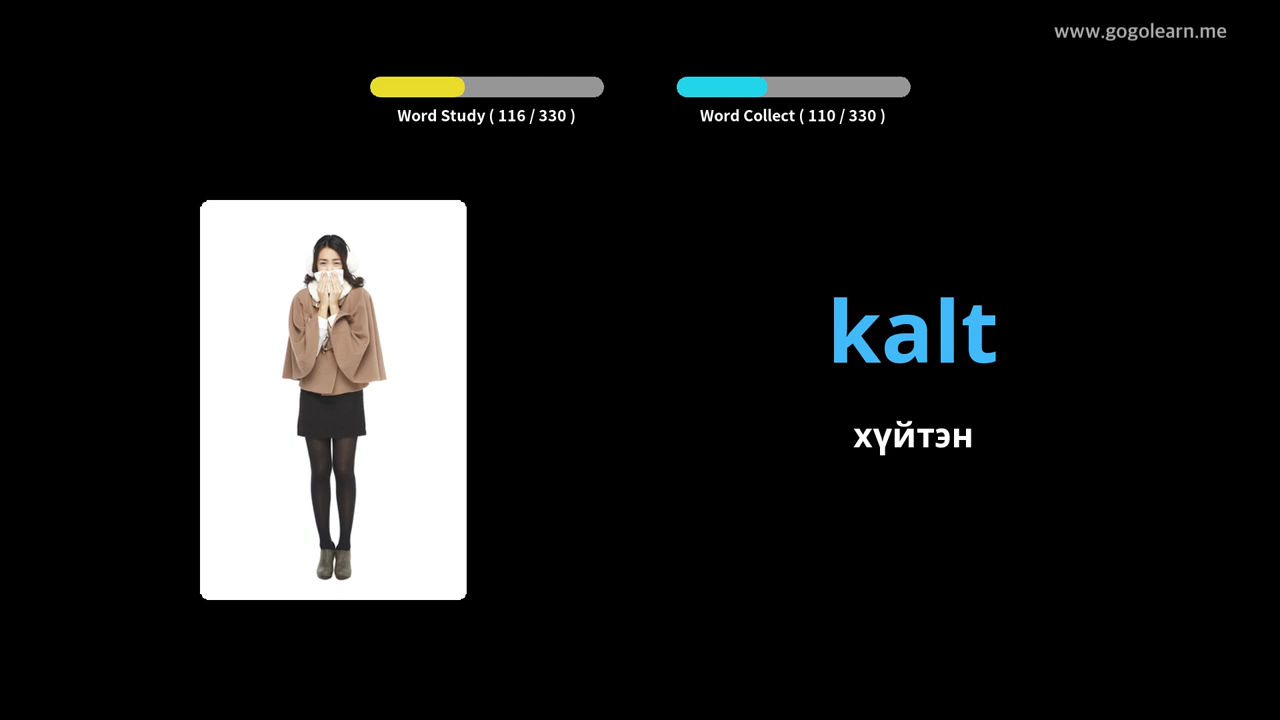 www.gogolearn.me
Word Study ( 116 / 330 )
Word Collect ( 110 / 330 )
kalt
хүйтэн